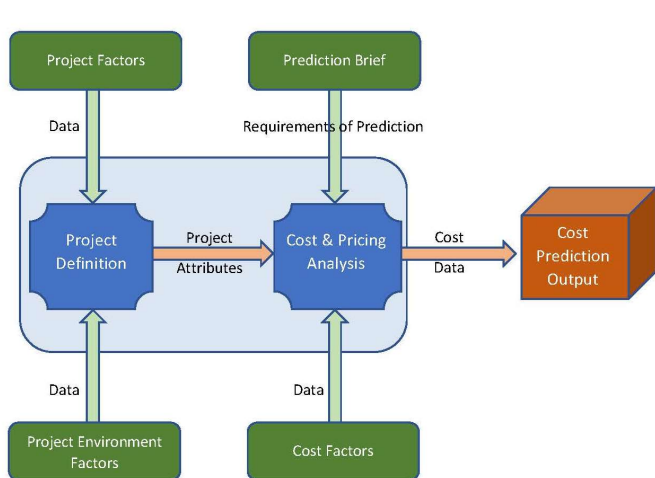 Project Factors
Prediction Brief
Data
Requirements of Prediction
Project
Definition
Project
Attributes
Cost & Pricing
Analysis
Cost
Data
Cost
Prediction
Output
Data
Data
Project Environment
Factors
Cost Factors